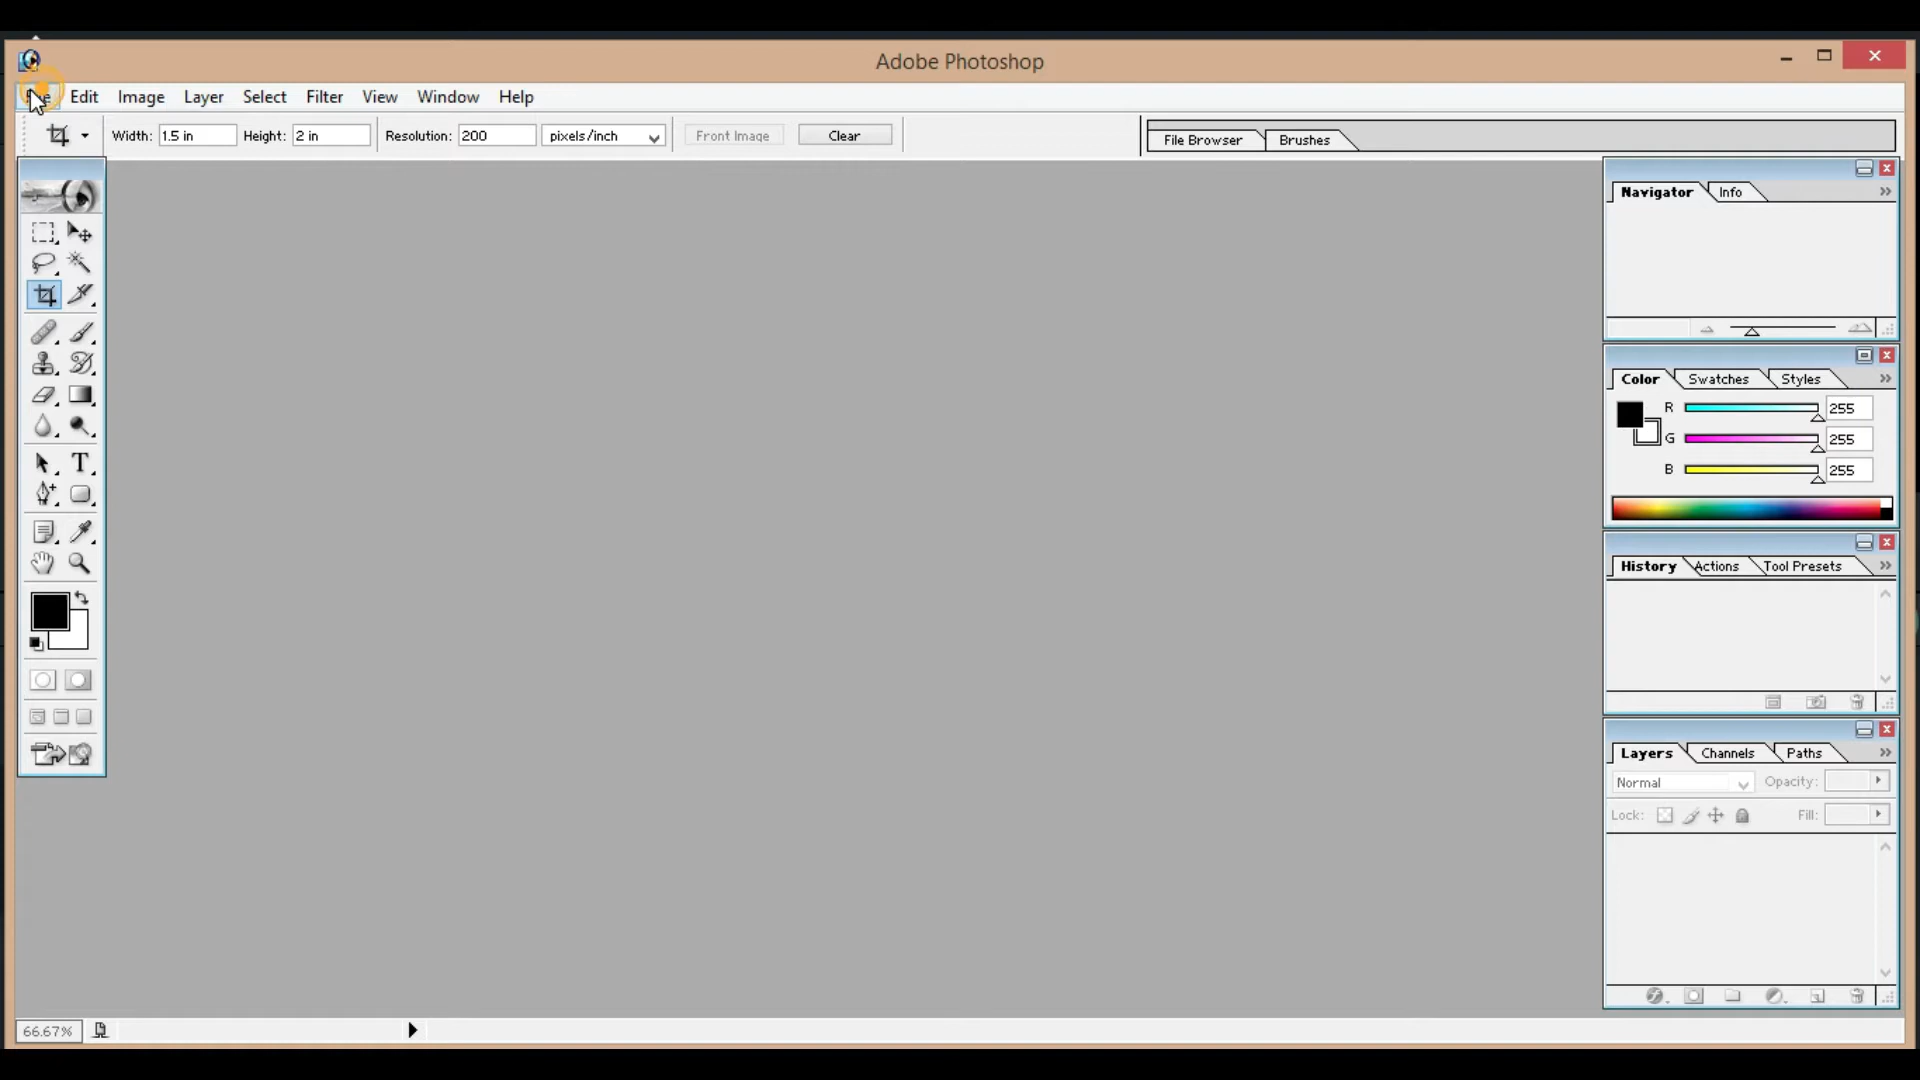 Adobe Photoshop
Edit Image Layer Select Filter View Window Help
Width: 1.5 in Height: 2 in Resolution: 200 pixels/inch Front Image Clear
File Browser Brushes
Navigator Info
Color Swatches Styles
R 255
G 255
B 255
History Actions Tool Presets
Layers Channels Paths
Normal Opacity:
Lock: Fill:
T
66.67%